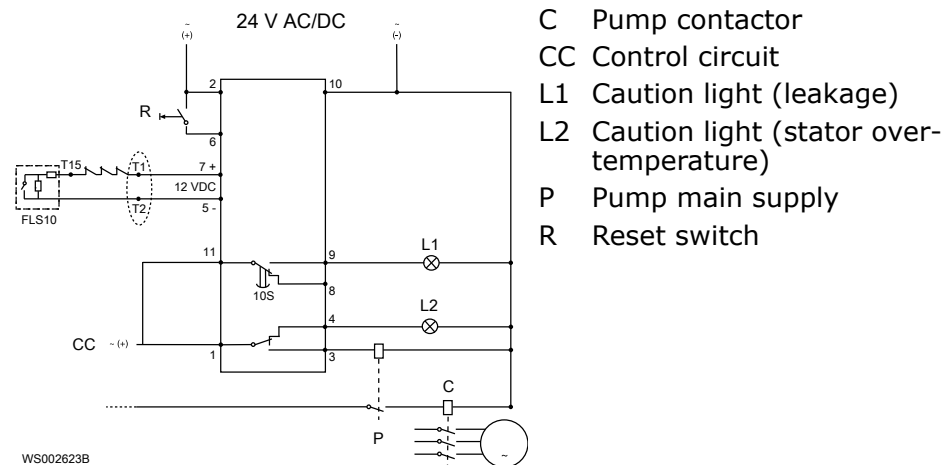 24 V AC/DC
~
(+)
~
(-)
2
10
R
6
T15
T1
7 +
12 VDC
T2
5 -
FLS10
11
9
L1
10S
8
L2
4
CC ~ (+)
1
3
C
P
~
WS002623B
C Pump contactor
CC Control circuit
L1 Caution light (leakage)
L2 Caution light (stator over-
temperature)
P Pump main supply
R Reset switch